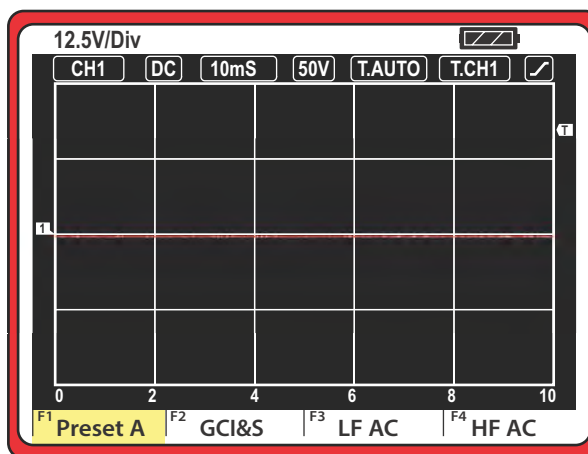 12.5V/Div
CH1 DC 10mS 50V T.AUTO T.CH1
T
1
0 2 4 6 8 10
F1 Preset A F2 GCI&S F3 LF AC F4 HF AC